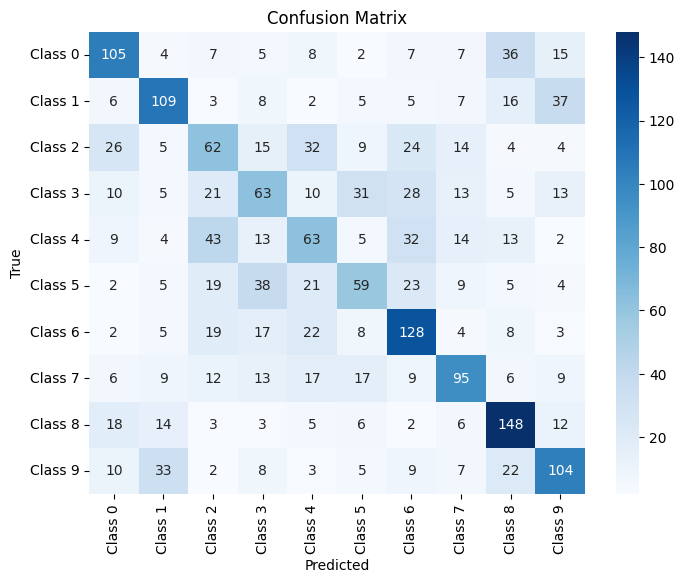 Confusion Matrix
True
Class 0 105 4 7 5 8 2 7 7 36 15
Class 1 6 109 3 8 2 5 5 7 16 37
Class 2 26 5 62 15 32 9 24 14 4 4
Class 3 10 5 21 63 10 31 28 13 5 13
Class 4 9 4 43 13 63 5 32 14 13 2
Class 5 2 5 19 38 21 59 23 9 5 4
Class 6 2 5 19 17 22 8 128 4 8 3
Class 7 6 9 12 13 17 17 9 95 6 9
Class 8 18 14 3 3 5 6 2 6 148 12
Class 9 10 33 2 8 3 5 9 7 22 104
Class 0 Class 1 Class 2 Class 3 Class 4 Class 5 Class 6 Class 7 Class 8 Class 9
Predicted
140
120
100
80
60
40
20